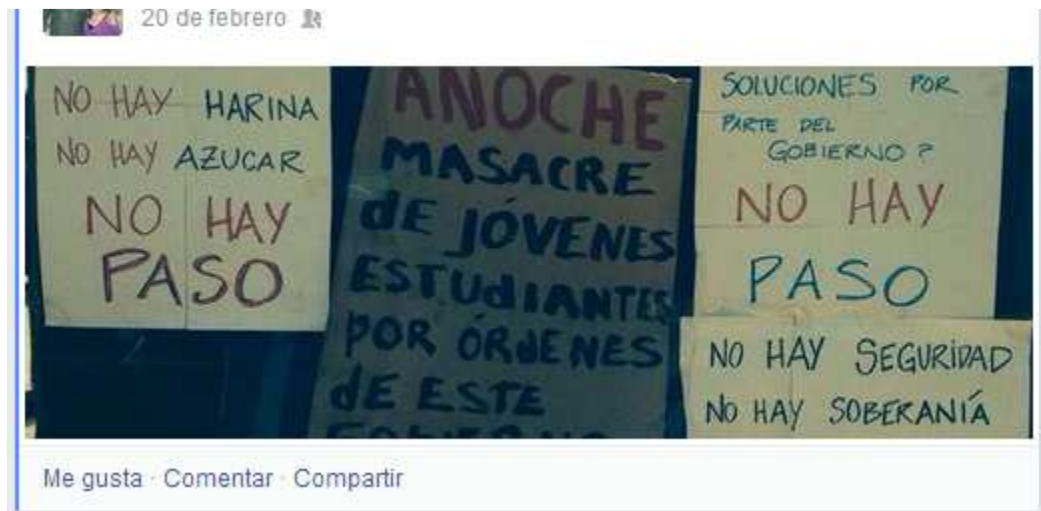 20 de febrero
NO HAY HARINA
NO HAY AZUCAR
NO HAY
PASO
ANOCHE
MASACRE
dE JÓVENES
ESTUdIANTES
POR ÓRdENES
dE ESTE
GOBIERNO
SOLUCIONES POR
PARTE DEL
GOBIERNO?
NO HAY
PASO
NO HAY SEGURIDAD
NO HAY SOBERANÍA
Me gusta · Comentar · Compartir